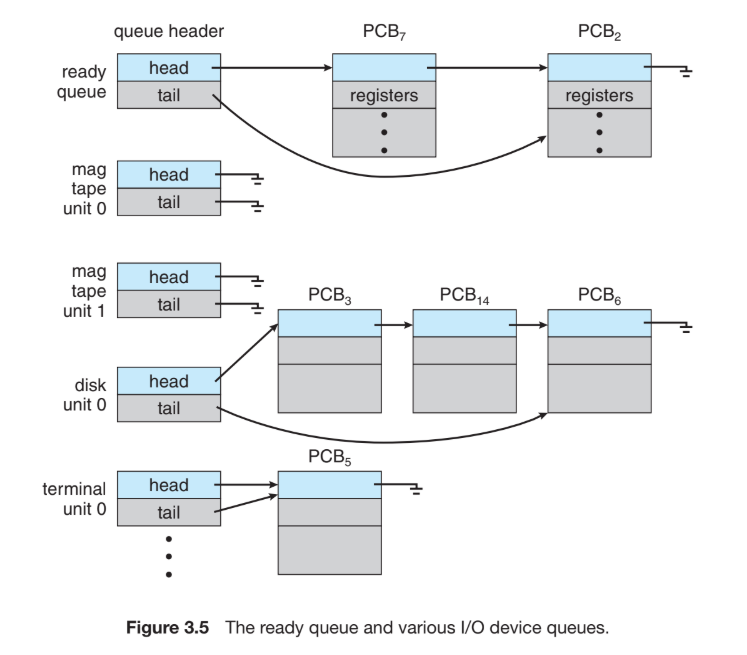 queue header
PCB₇
PCB₂
ready
queue
head
tail
registers
registers
mag
tape
unit 0
head
tail
mag
tape
unit 1
head
tail
PCB₃
PCB₁₄
PCB₆
disk
unit 0
head
tail
PCB₅
terminal
unit 0
head
tail
Figure 3.5 The ready queue and various I/O device queues.